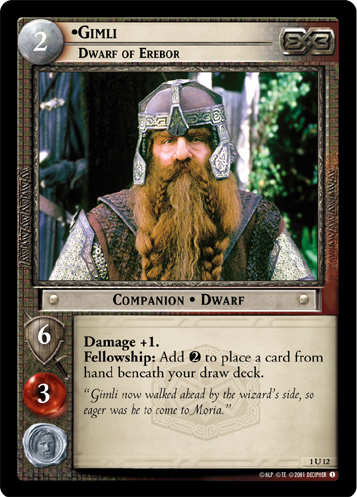 2
•Gimli
Dwarf of Erebor
Companion • Dwarf
6
3
Damage +1.
Fellowship: Add ❷ to place a card from
hand beneath your draw deck.
“Gimli now walked ahead by the wizard’s side, so
eager was he to come to Moria.”
1 U 12
©NLP ©TE ©2001 DECIPHER